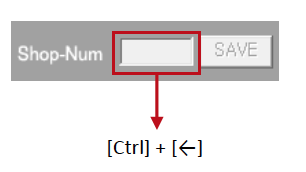 Shop-Num SAVE
[Ctrl] + [←]